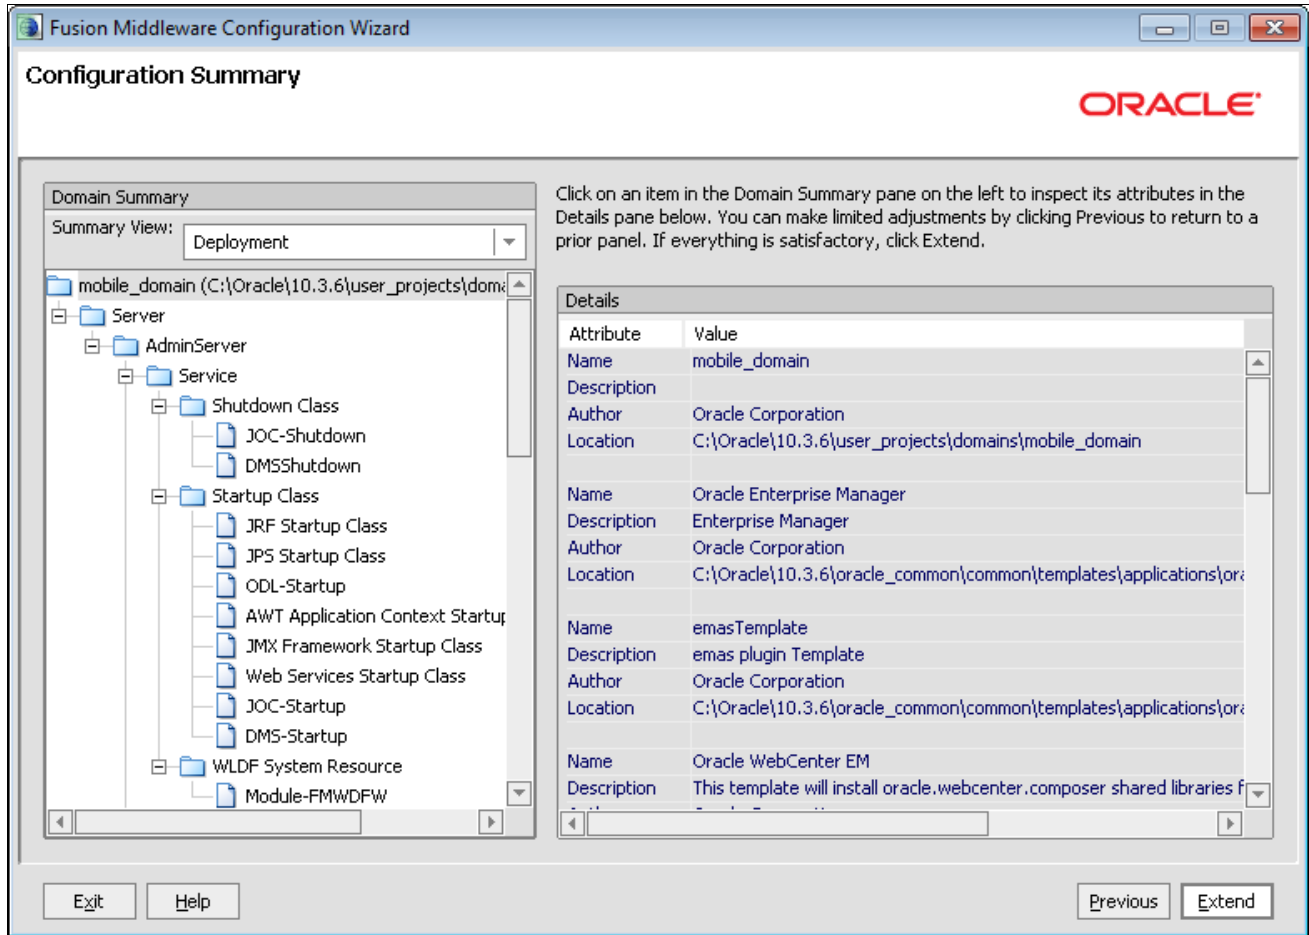 Fusion Middleware Configuration Wizard
Configuration Summary
ORACLE
Domain Summary
Summary View:
Deployment
mobile_domain (C:\Oracle\10.3.6\user_projects\doma
Server
AdminServer
Service
Shutdown Class
JOC-Shutdown
DMSShutdown
Startup Class
JRF Startup Class
JPS Startup Class
ODL-Startup
AWT Application Context Startup
JMX Framework Startup Class
Web Services Startup Class
JOC-Startup
DMS-Startup
WLDF System Resource
Module-FMWDFW
Click on an item in the Domain Summary pane on the left to inspect its attributes in the
Details pane below. You can make limited adjustments by clicking Previous to return to a
prior panel. If everything is satisfactory, click Extend.
Details
Attribute Value
Name mobile_domain
Description
Author Oracle Corporation
Location C:\Oracle\10.3.6\user_projects\domains\mobile_domain
Name Oracle Enterprise Manager
Description Enterprise Manager
Author Oracle Corporation
Location C:\Oracle\10.3.6\oracle_common\common\templates\applications\ora
Name emasTemplate
Description emas plugin Template
Author Oracle Corporation
Location C:\Oracle\10.3.6\oracle_common\common\templates\applications\ora
Name Oracle WebCenter EM
Description This template will install oracle.webcenter.composer shared libraries f
Exit Help Previous Extend